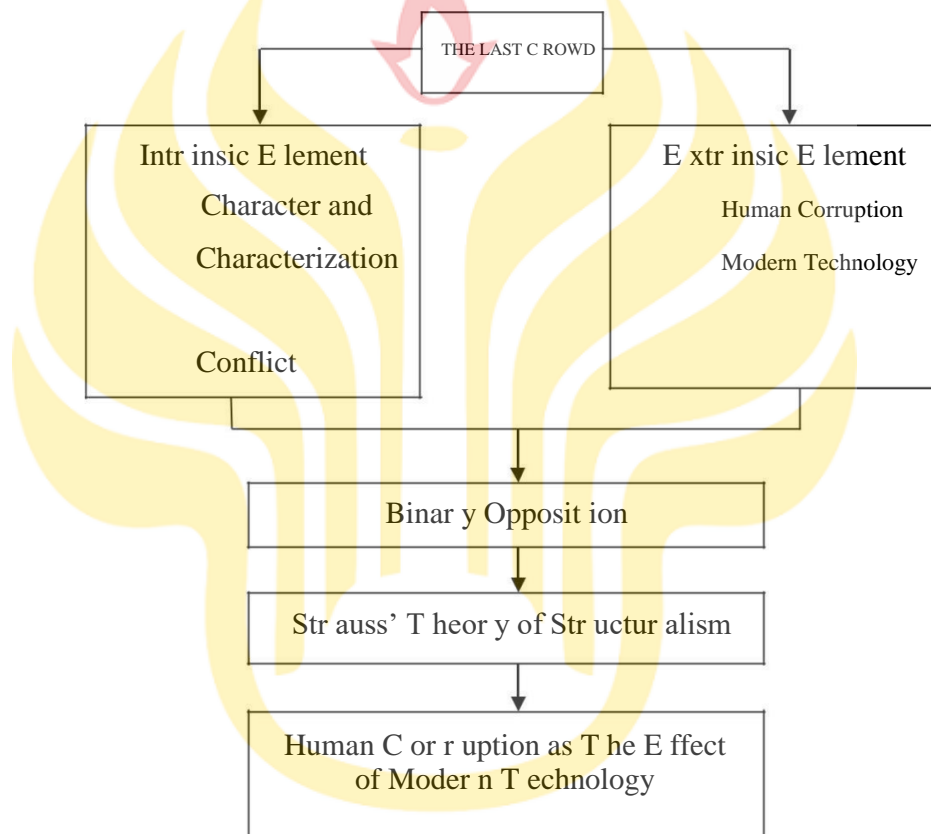 THE LAST C ROWD
Intr insic E lement
Character and
Characterization
Conflict
E xtr insic E lement
Human Corruption
Modern Technology
Binar y Opposit ion
Str auss’ T heor y of Str uctur alism
Human C or r uption as T he E ffect
of Moder n T echnology